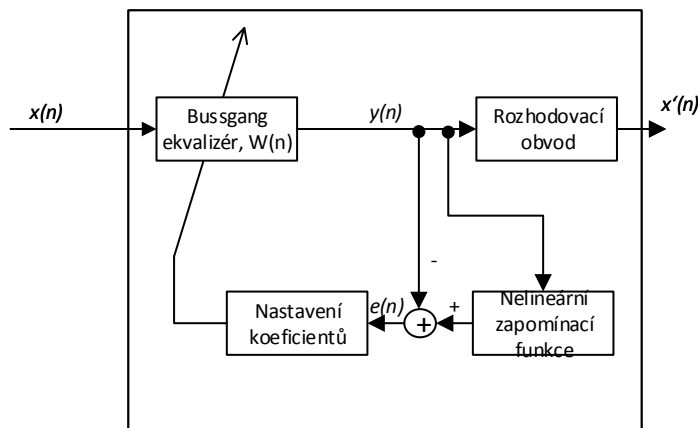 x(n)
Bussgang
ekvalizér, W(n)
y(n)
Rozhodovací
obvod
x‘(n)
-
Nastavení
koeficientů
e(n)
+
+
Nelineární
zapomínací
funkce